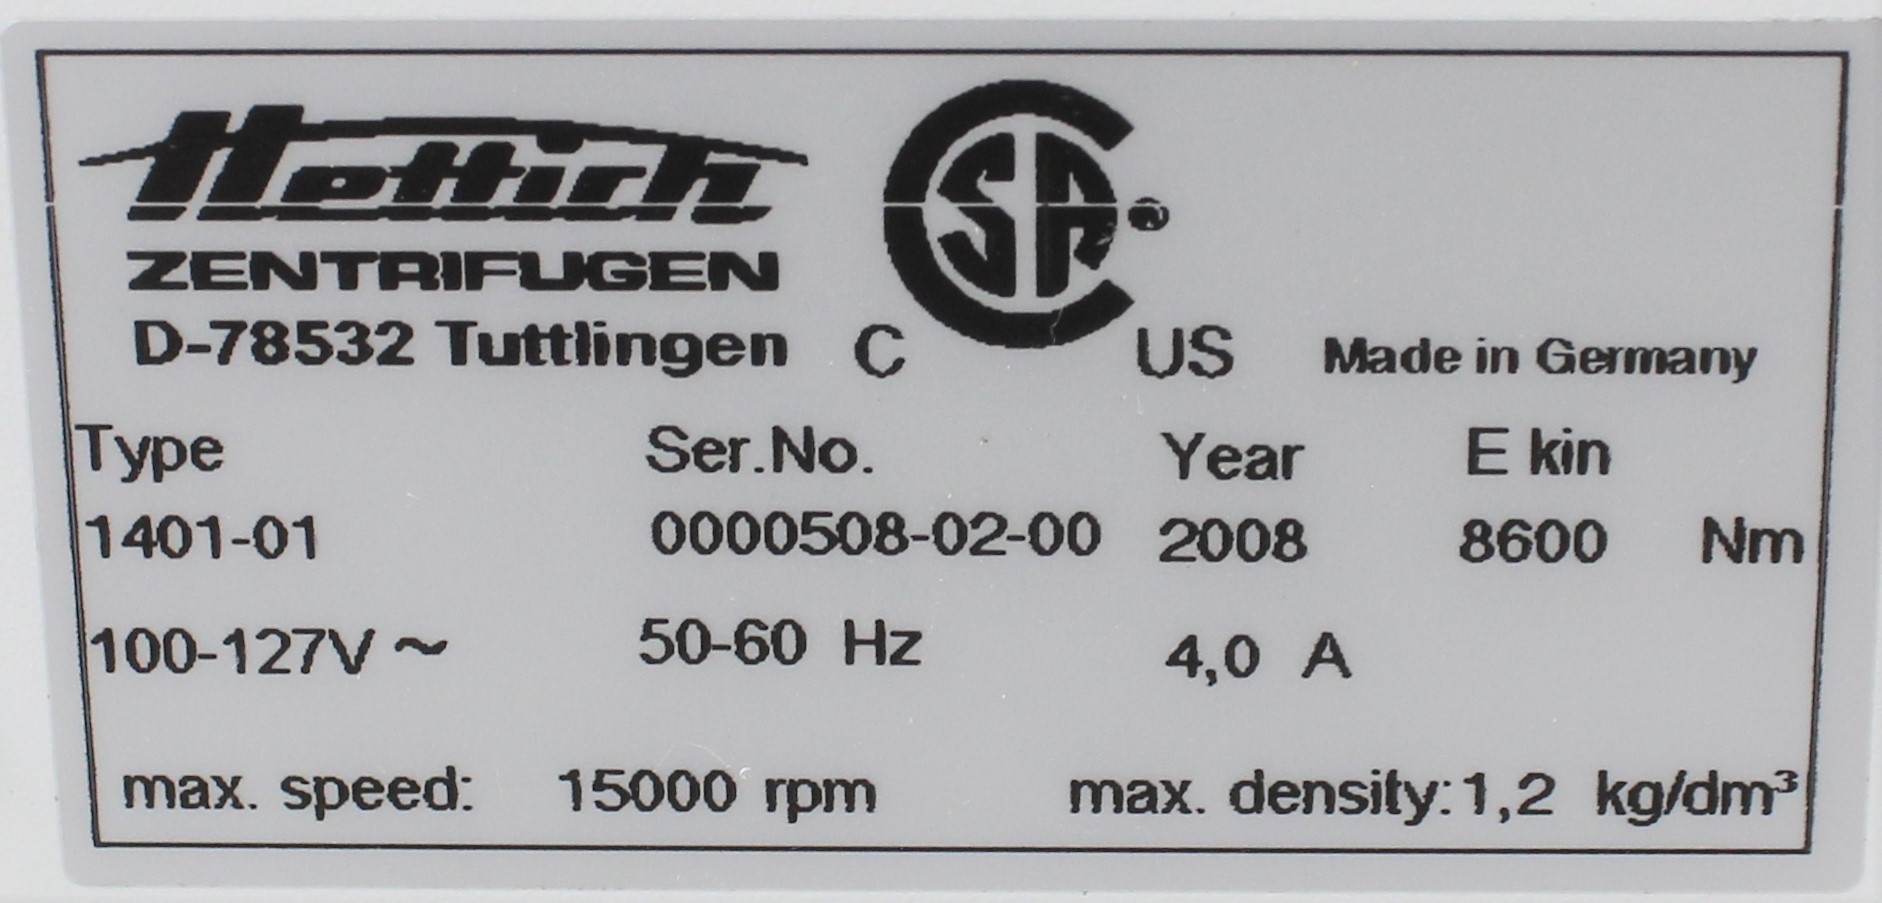 Hettich
ZENTRIFUGEN
CSA®
D-78532 Tuttlingen C US Made in Germany
Type Ser.No. Year E kin
1401-01 0000508-02-00 2008 8600 Nm
100-127V ~ 50-60 Hz 4,0 A
max. speed: 15000 rpm max. density: 1,2 kg/dm³